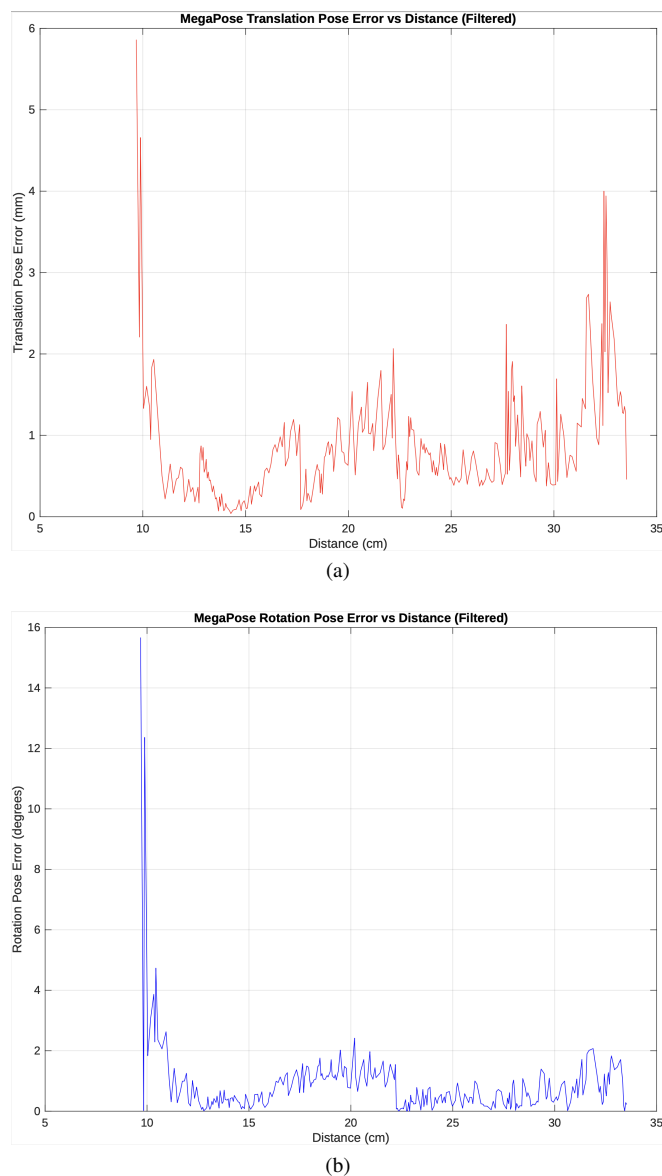 MegaPose Translation Pose Error vs Distance (Filtered)
6
5
4
3
2
1
0
Translation Pose Error (mm)
5 10 15 20 25 30 35
Distance (cm)
(a)
MegaPose Rotation Pose Error vs Distance (Filtered)
16
14
12
10
8
6
4
2
0
Rotation Pose Error (degrees)
5 10 15 20 25 30 35
Distance (cm)
(b)